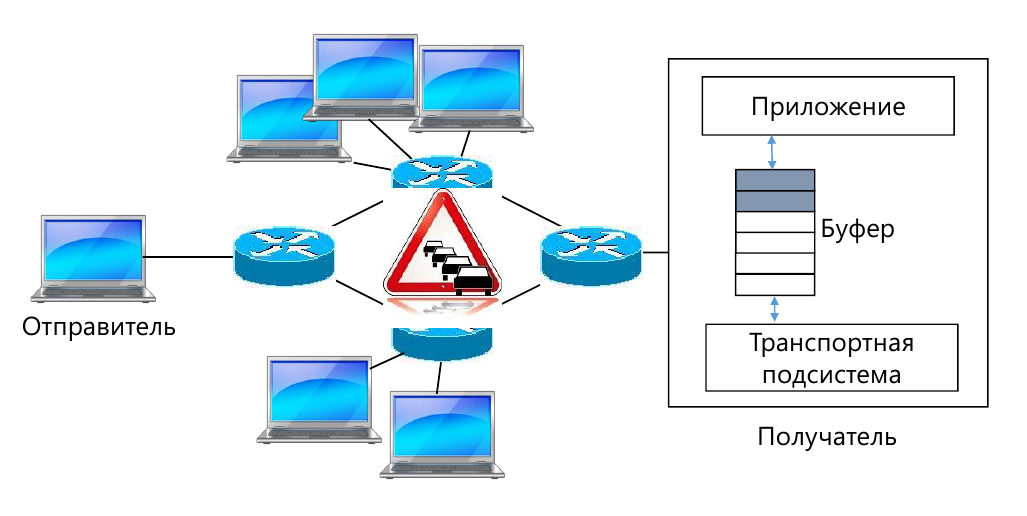 Приложение
Буфер
Отправитель
Транспортная
подсистема
Получатель